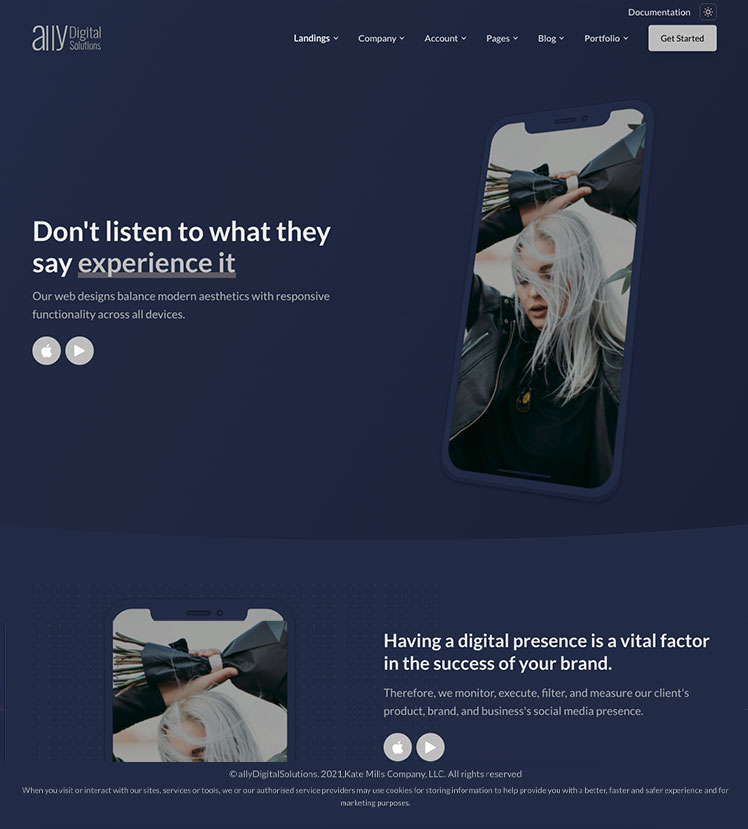 Documentation
ally Digital
Solutions
Landings Company Account Pages Blog Portfolio Get Started
Don't listen to what they
say experience it
Our web designs balance modern aesthetics with responsive
functionality across all devices.
Having a digital presence is a vital factor
in the success of your brand.
Therefore, we monitor, execute, filter, and measure our client's
product, brand, and business's social media presence.
© allyDigitalSolutions. 2021,Kate Mills Company, LLC. All rights reserved
When you visit or interact with our sites, services or tools, we or our authorised service providers may use cookies for storing information to help provide you with a better, faster and safer experience and for
marketing purposes.